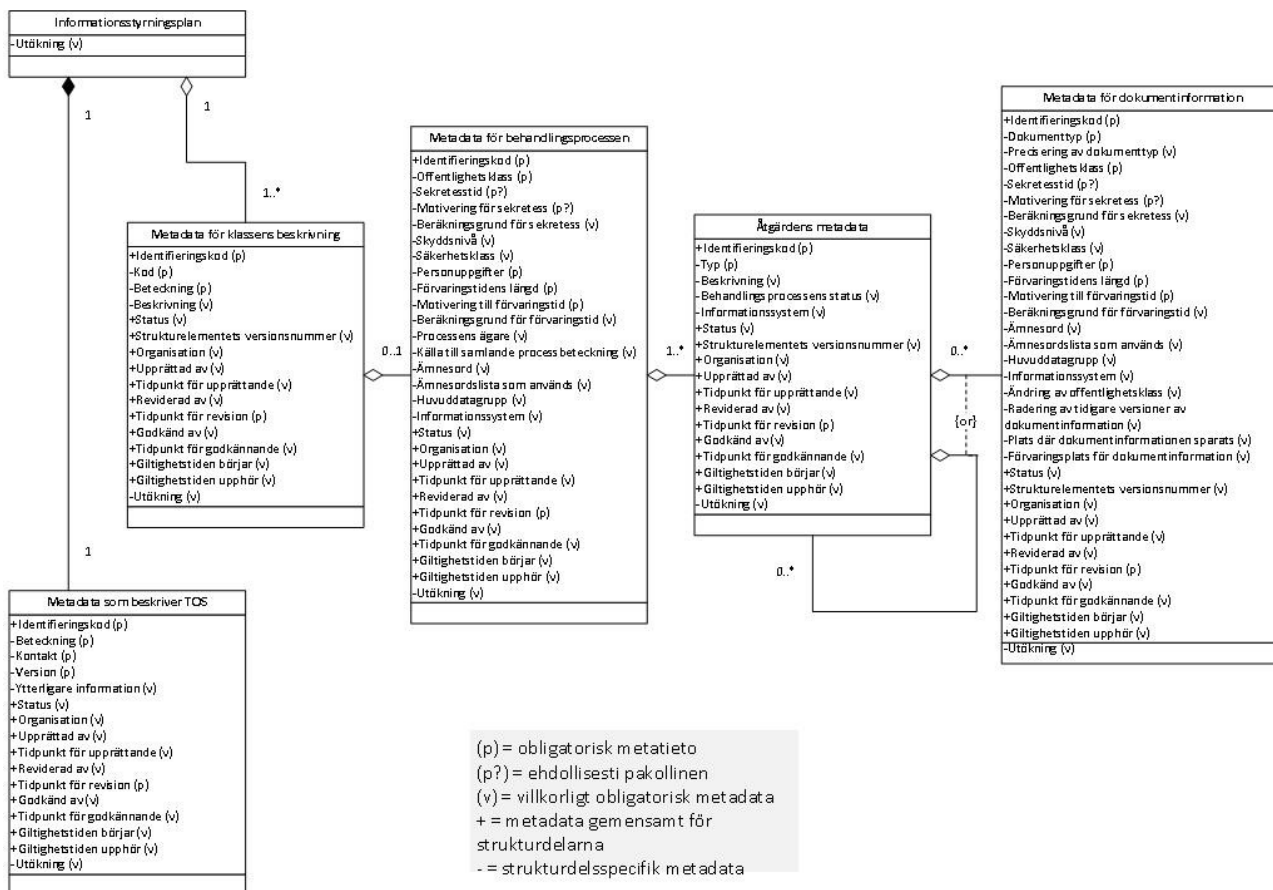 Informationsstyrningsplan
-Utökning (v)
1
1
1..*
Metadata för klassens beskrivning
+Identifieringskod (p)
-Kod (p)
-Beteckning (p)
-Beskrivning (v)
+Status (v)
+Strukturelementets versionsnummer (v)
+Organisation (v)
+Upprättad av (v)
+Tidpunkt för upprättande (v)
+Reviderad av (v)
+Tidpunkt för revision (p)
+Godkänd av (v)
+Tidpunkt för godkännande (v)
+Giltighetstiden börjar (v)
+Giltighetstiden upphör (v)
-Utökning (v)
0..1
Metadata för behandlingsprocessen
+Identifieringskod (p)
-Offentlighetsklass (p)
-Sekretesstid (p?)
-Motivering för sekretess (p?)
-Beräkningsgrund för sekretess (v)
-Skyddsnivå (v)
-Säkerhetsklass (v)
-Personuppgifter (p)
-Förvaringstidens längd (p)
-Motivering till förvaringstid (p)
-Beräkningsgrund för förvaringstid (v)
-Processens ägare (v)
-Källa till samlande processbeteckning (v)
-Ämnesord (v)
-Ämnesordslista som används (v)
-Huvuddatagrupp (v)
-Informationssystem (v)
+Status (v)
+Organisation (v)
+Upprättad av (v)
+Tidpunkt för upprättande (v)
+Reviderad av (v)
+Tidpunkt för revision (p)
+Godkänd av (v)
+Tidpunkt för godkännande (v)
+Giltighetstiden börjar (v)
+Giltighetstiden upphör (v)
-Utökning (v)
1..*
Åtgärdens metadata
+Identifieringskod (p)
-Typ (p)
-Beskrivning (v)
-Behandlingsprocessens status (v)
-Informationssystem (v)
+Status (v)
+Strukturelementets versionsnummer (v)
+Organisation (v)
+Upprättad av (v)
+Tidpunkt för upprättande (v)
+Reviderad av (v)
+Tidpunkt för revision (p)
+Godkänd av (v)
+Tidpunkt för godkännande (v)
+Giltighetstiden börjar (v)
+Giltighetstiden upphör (v)
-Utökning (v)
0..*
{or}
0..*
Metadata för dokumentinformation
+Identifieringskod (p)
-Dokumenttyp (p)
-Precisering av dokumenttyp (v)
-Offentlighetsklass (p)
-Sekretesstid (p?)
-Motivering för sekretess (p?)
-Beräkningsgrund för sekretess (v)
-Skyddsnivå (v)
-Säkerhetsklass (v)
-Personuppgifter (p)
-Förvaringstidens längd (p)
-Motivering till förvaringstid (p)
-Beräkningsgrund för förvaringstid (v)
-Ämnesord (v)
-Ämnesordslista som används (v)
-Huvuddatagrupp (v)
-Informationssystem (v)
-Ändring av offentlighetsklass (v)
-Radering av tidigare versioner av
dokumentinformation (v)
-Plats där dokumentinformationen sparats (v)
-Förvaringsplats för dokumentinformation (v)
+Status (v)
+Strukturelementets versionsnummer (v)
+Organisation (v)
+Upprättad av (v)
+Tidpunkt för upprättande (v)
+Reviderad av (v)
+Tidpunkt för revision (p)
+Godkänd av (v)
+Tidpunkt för godkännande (v)
+Giltighetstiden börjar (v)
+Giltighetstiden upphör (v)
-Utökning (v)
1
Metadata som beskriver TOS
+Identifieringskod (p)
-Beteckning (p)
-Kontakt (p)
-Version (p)
-Ytterligare information (v)
+Status (v)
+Organisation (v)
+Upprättad av (v)
+Tidpunkt för upprättande (v)
+Reviderad av (v)
+Tidpunkt för revision (p)
+Godkänd av (v)
+Tidpunkt för godkännande (v)
+Giltighetstiden börjar (v)
+Giltighetstiden upphör (v)
-Utökning (v)
(p) = obligatorisk metatieto
(p?) = ehdollisesti pakollinen
(v) = villkorligt obligatorisk metadata
+ = metadata gemensamt för
strukturdelarna
- = strukturdelsspecifik metadata